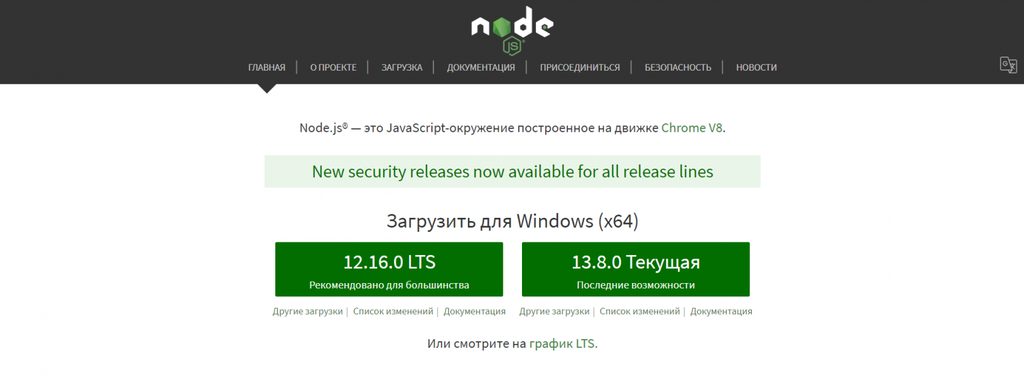 node
JS
ГЛАВНАЯ | О ПРОЕКТЕ | ЗАГРУЗКА | ДОКУМЕНТАЦИЯ | ПРИСОЕДИНИТЬСЯ | БЕЗОПАСНОСТЬ | НОВОСТИ
Node.js® — это JavaScript-окружение построенное на движке Chrome V8.
New security releases now available for all release lines
Загрузить для Windows (x64)
12.16.0 LTS
Рекомендовано для большинства
13.8.0 Текущая
Последние возможности
Другие загрузки | Список изменений | Документация
Другие загрузки | Список изменений | Документация
Или смотрите на график LTS.